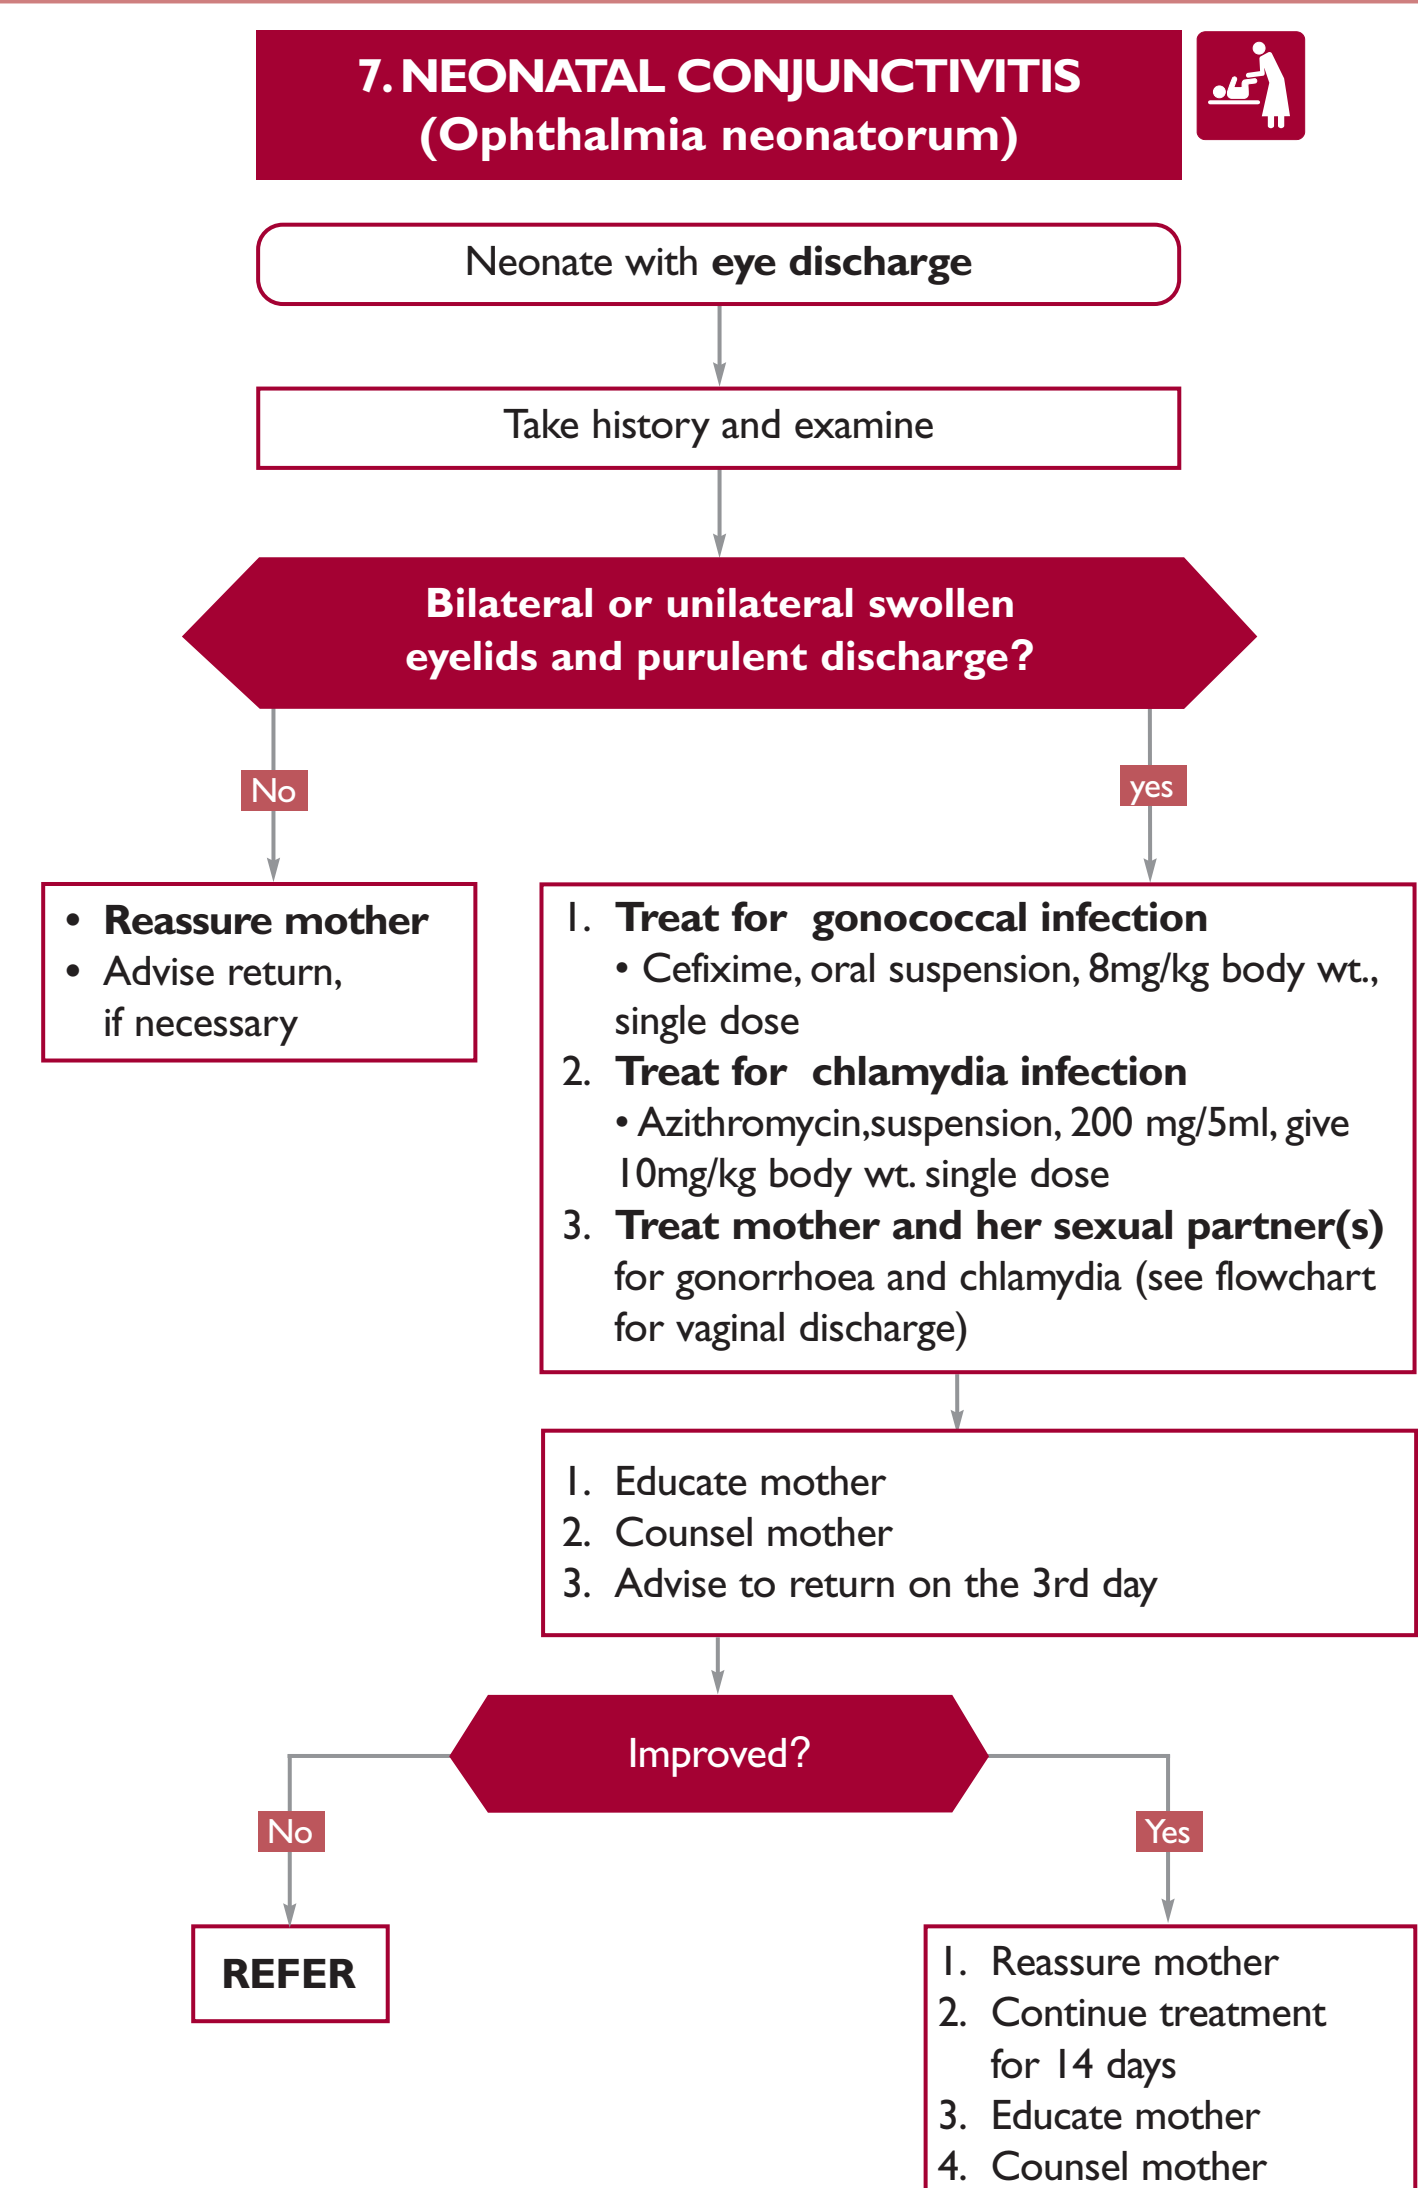 7. NEONATAL CONJUNCTIVITIS
(Ophthalmia neonatorum)
Neonate with eye discharge
Take history and examine
Bilateral or unilateral swollen
eyelids and purulent discharge?
No
yes
• Reassure mother
• Advise return,
if necessary
1. Treat for gonococcal infection
• Cefixime, oral suspension, 8mg/kg body wt.,
single dose
2. Treat for chlamydia infection
• Azithromycin,suspension, 200 mg/5ml, give
10mg/kg body wt. single dose
3. Treat mother and her sexual partner(s)
for gonorrhoea and chlamydia (see flowchart
for vaginal discharge)
1. Educate mother
2. Counsel mother
3. Advise to return on the 3rd day
Improved?
No
Yes
REFER
1. Reassure mother
2. Continue treatment
for 14 days
3. Educate mother
4. Counsel mother